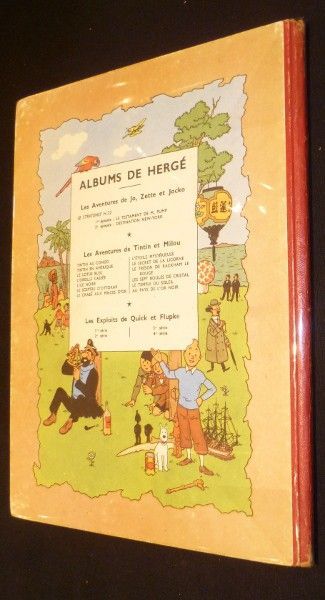 ALBUMS DE HERGÉ
Les Aventures de Jo, Zette et Jocko
LE STRATONEF H.22
1er épisode : LE TESTAMENT DE M. PUMP
2e épisode : DESTINATION NEW-YORK
Les Aventures de Tintin et Milou
TINTIN AU CONGO
TINTIN EN AMÉRIQUE
LE LOTUS BLEU
L'OREILLE CASSÉE
L'ILE NOIRE
LE SCEPTRE D'OTTOKAR
LE CRABE AUX PINCES D'OR
L'ÉTOILE MYSTÉRIEUSE
LE SECRET DE LA LICORNE
LE TRÉSOR DE RACKHAM LE
ROUGE
LES SEPT BOULES DE CRISTAL
LE TEMPLE DU SOLEIL
AU PAYS DE L'OR NOIR
Les Exploits de Quick et Flupke
1re série
2e série
3e série
4e série